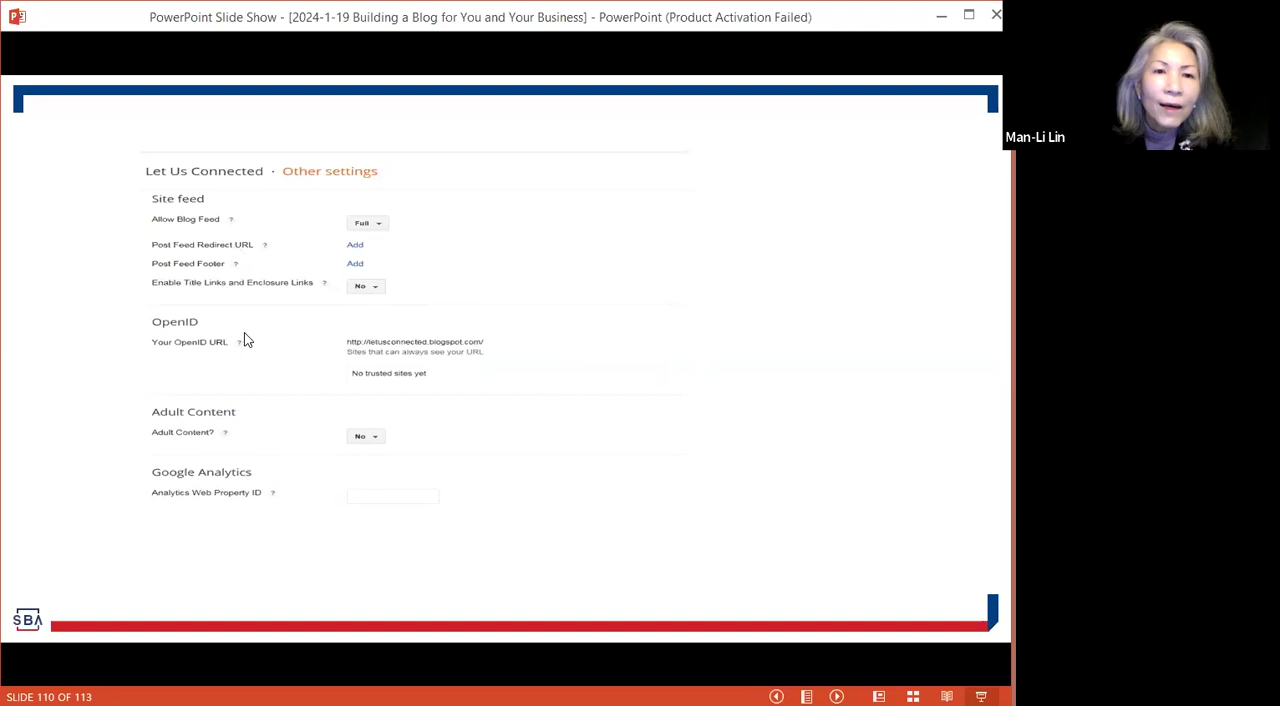 PowerPoint Slide Show - [2024-1-19 Building a Blog for You and Your Business] - PowerPoint (Product Activation Failed)
Man-Li Lin
Let Us Connected · Other settings
Site feed
Allow Blog Feed ? Full
Post Feed Redirect URL ? Add
Post Feed Footer ? Add
Enable Title Links and Enclosure Links ? No
OpenID
Your OpenID URL ? http://letusconnected.blogspot.com/
Sites that can always see your URL
No trusted sites yet
Adult Content
Adult Content? ? No
Google Analytics
Analytics Web Property ID ?
SBA
SLIDE 110 OF 113